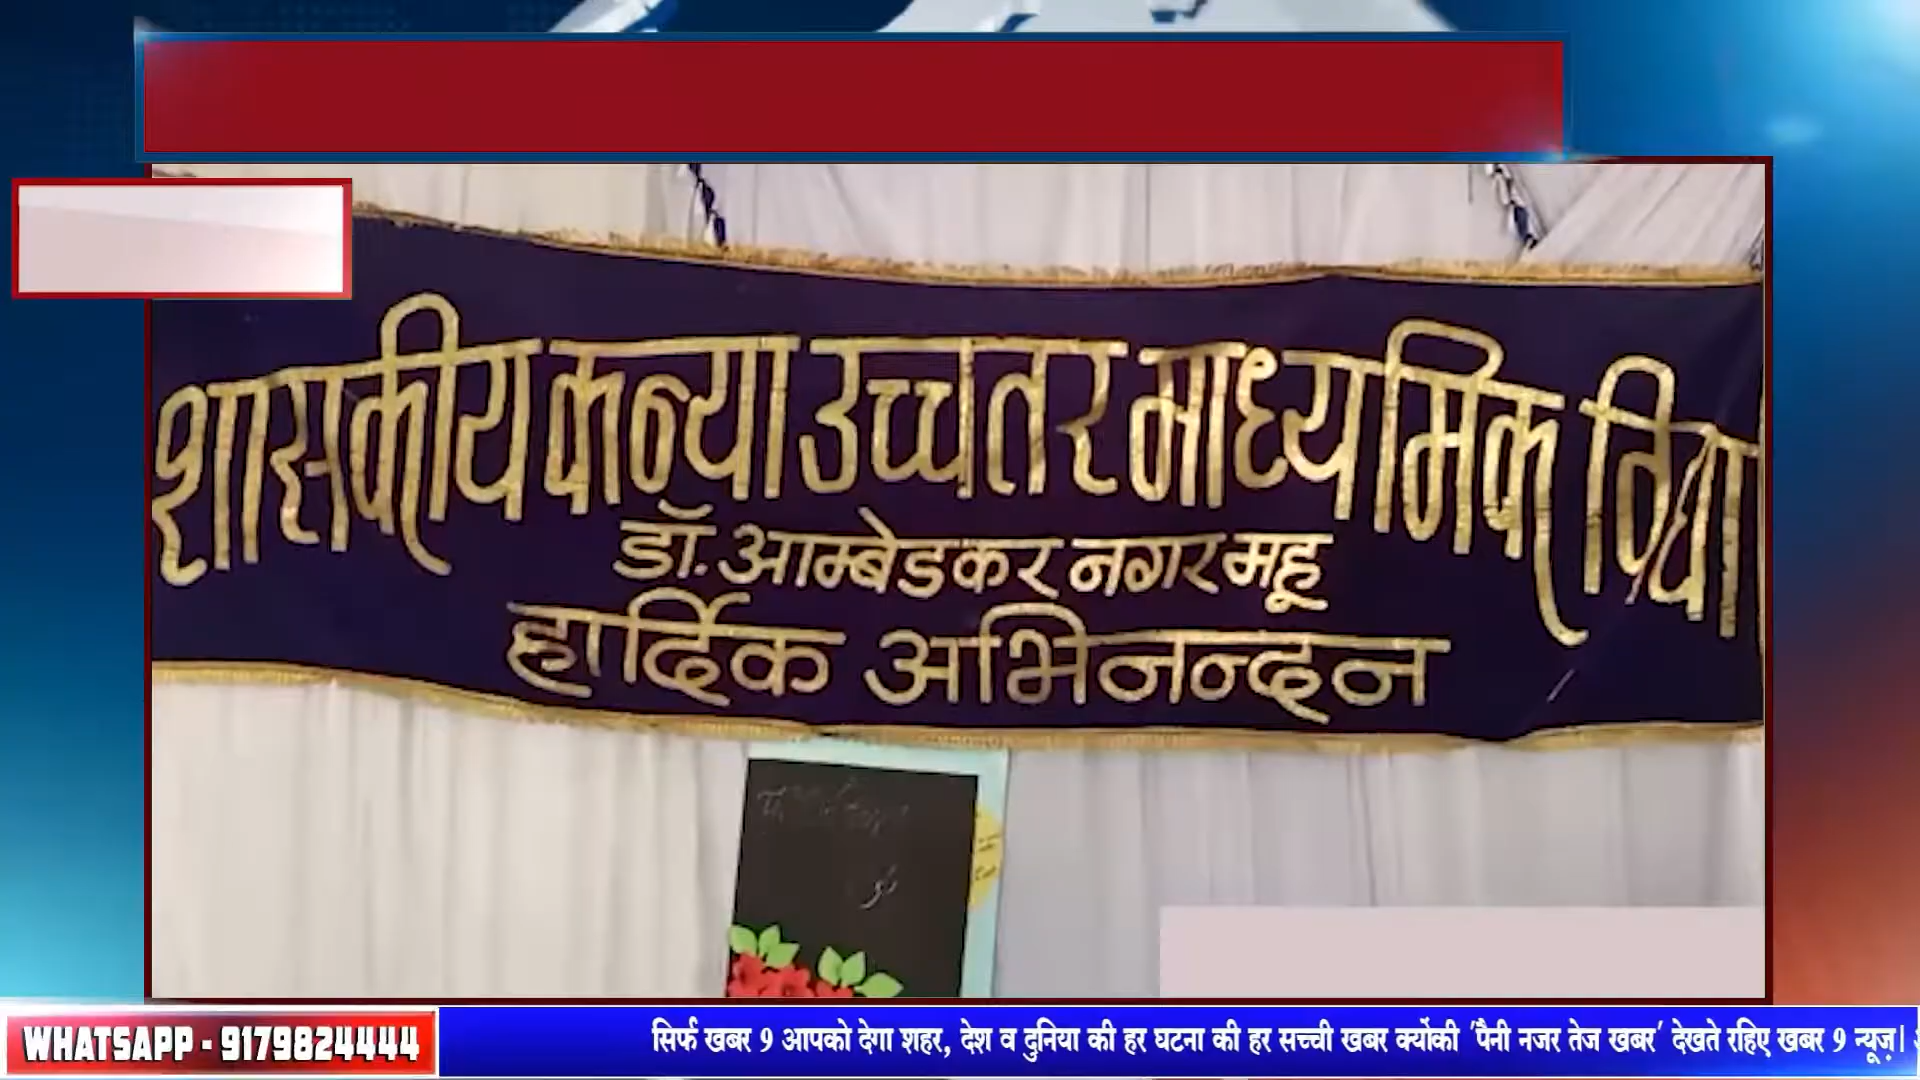 शासकीय कन्या उच्चतर माध्यमिक विद्या
डॉ. आम्बेडकर नगर महू
हार्दिक अभिनन्दन
WHATSAPP - 9179824444
सिर्फ खबर 9 आपको देगा शहर, देश व दुनिया की हर घटना की हर सच्ची खबर क्योंकी 'पैनी नजर तेज खबर' देखते रहिए खबर 9 न्यूज़।